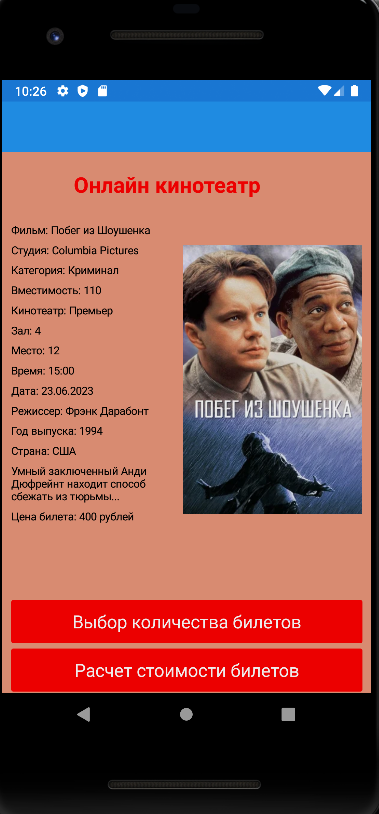 10:26
Онлайн кинотеатр
Фильм: Побег из Шоушенка
Студия: Columbia Pictures
Категория: Криминал
Вместимость: 110
Кинотеатр: Премьер
Зал: 4
Место: 12
Время: 15:00
Дата: 23.06.2023
Режиссер: Фрэнк Дарабонт
Год выпуска: 1994
Страна: США
Умный заключенный Анди
Дюфрейнт находит способ
сбежать из тюрьмы...
Цена билета: 400 рублей
ПОБЕГ ИЗ ШОУШЕНКА
Выбор количества билетов
Расчет стоимости билетов